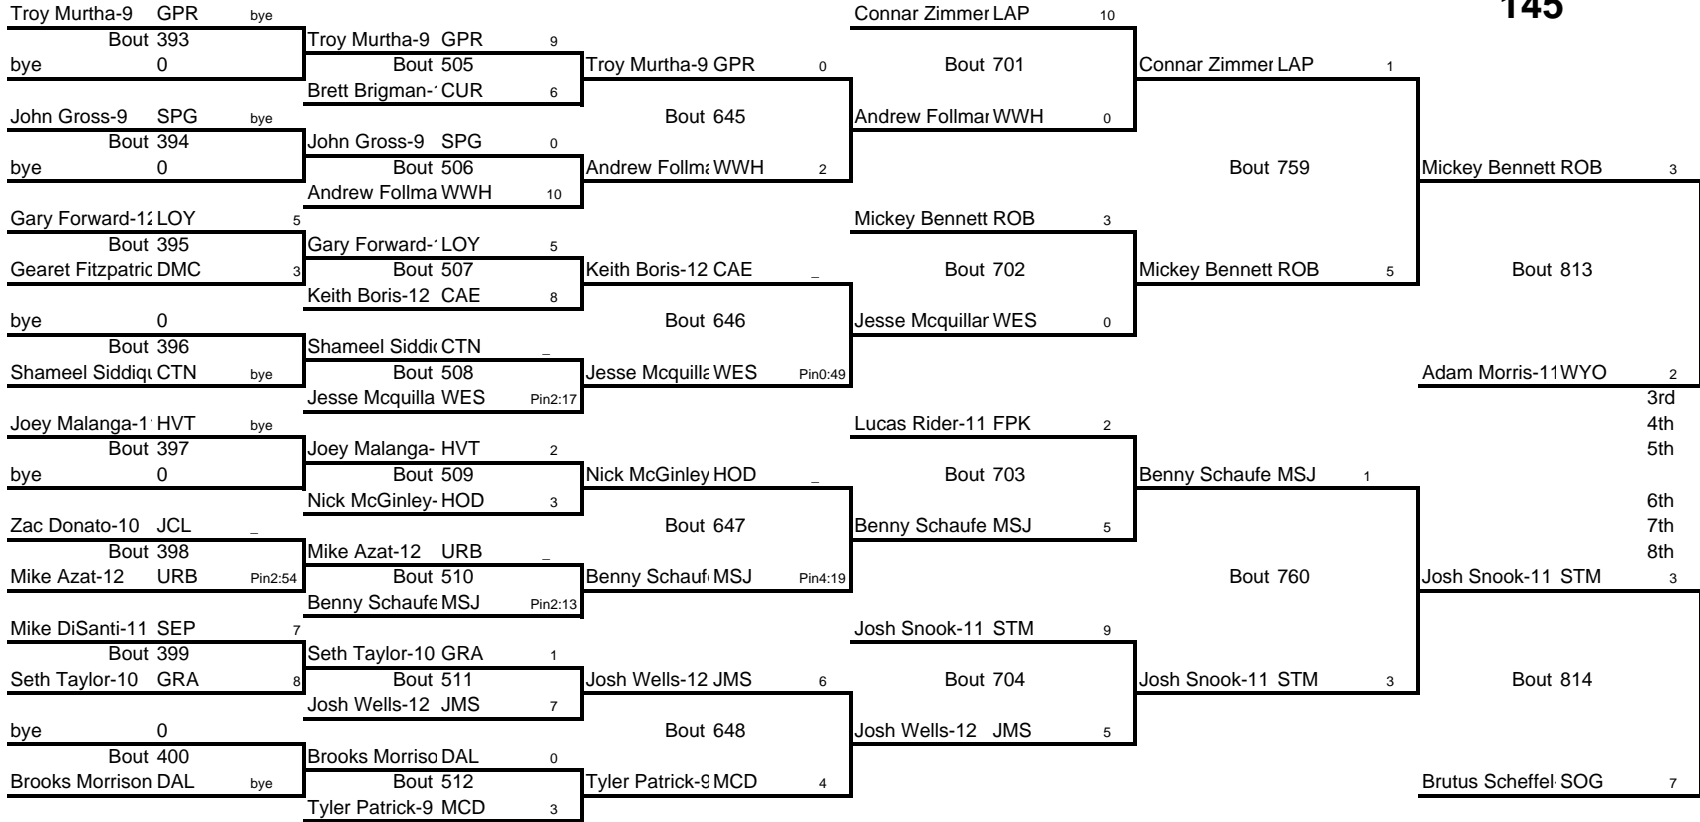 145
Troy Murtha-9 GPR bye
Bout 393
bye 0
John Gross-9 SPG bye
Bout 394
bye 0
Gary Forward-12 LOY 5
Bout 395
Gearet Fitzpatric DMC 3
bye 0
Bout 396
Shameel Siddiqu CTN bye
Joey Malanga-1 HVT bye
Bout 397
bye 0
Zac Donato-10 JCL _
Bout 398
Mike Azat-12 URB Pin2:54
Mike DiSanti-11 SEP 7
Bout 399
Seth Taylor-10 GRA 8
bye 0
Bout 400
Brooks Morrison DAL bye
Troy Murtha-9 GPR 9
Bout 505
Brett Brigman- CUR 6
John Gross-9 SPG 0
Bout 506
Andrew Follma WWH 10
Gary Forward- LOY 5
Bout 507
Keith Boris-12 CAE 8
Shameel Siddi CTN _
Bout 508
Jesse Mcquilla WES Pin2:17
Joey Malanga- HVT 2
Bout 509
Nick McGinley- HOD 3
Mike Azat-12 URB _
Bout 510
Benny Schaufe MSJ Pin2:13
Seth Taylor-10 GRA 1
Bout 511
Josh Wells-12 JMS 7
Brooks Morriso DAL 0
Bout 512
Tyler Patrick-9 MCD 3
Troy Murtha-9 GPR 0
Bout 645
Andrew Follma WWH 2
Keith Boris-12 CAE _
Bout 646
Jesse Mcquilla WES Pin0:49
Nick McGinley HOD _
Bout 647
Benny Schauf MSJ Pin4:19
Josh Wells-12 JMS 6
Bout 648
Tyler Patrick-9 MCD 4
Connar Zimmer LAP 10
Bout 701
Andrew Follmar WWH 0
Mickey Bennett ROB 3
Bout 702
Jesse Mcquillar WES 0
Lucas Rider-11 FPK 2
Bout 703
Benny Schaufe MSJ 5
Josh Snook-11 STM 9
Bout 704
Josh Wells-12 JMS 5
Connar Zimmer LAP 1
Bout 759
Mickey Bennett ROB 5
Benny Schaufe MSJ 1
Bout 760
Josh Snook-11 STM 3
Mickey Bennett ROB 3
Bout 813
Adam Morris-11 WYO 2
3rd
4th
5th
6th
7th
8th
Josh Snook-11 STM 3
Bout 814
Brutus Scheffel SOG 7